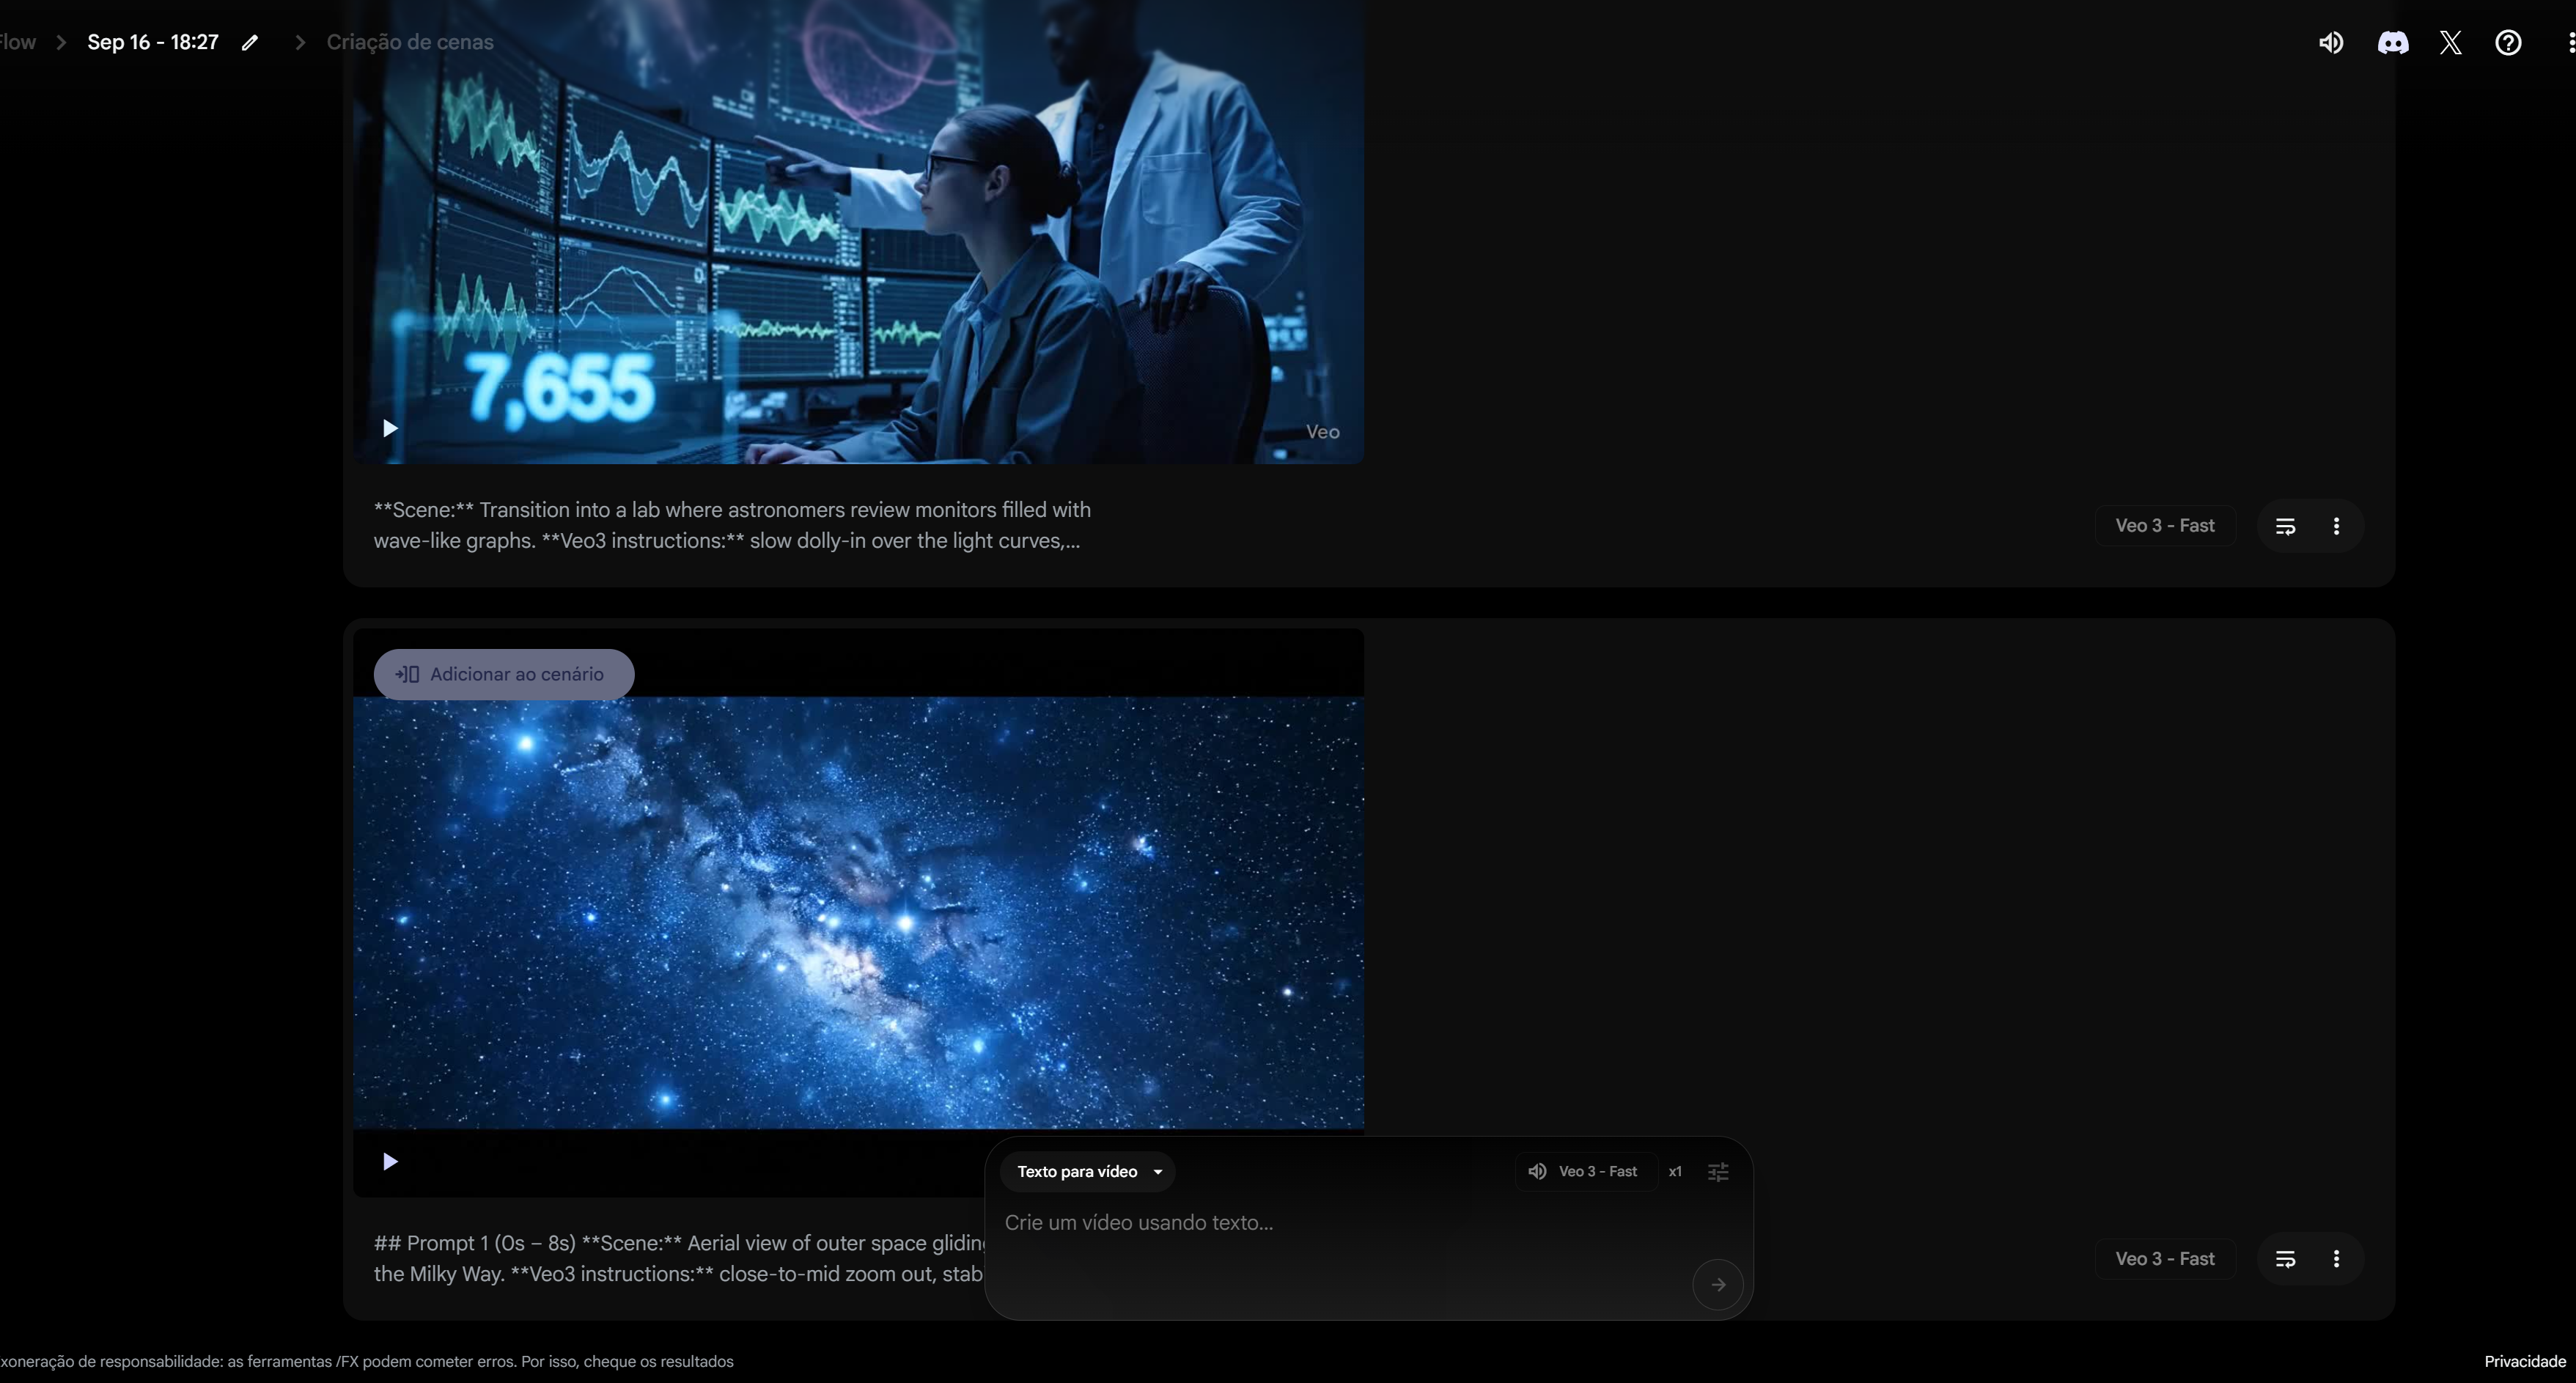 Flow > Sep 16 - 18:27 > Criação de cenas
7,655
Veo
**Scene:** Transition into a lab where astronomers review monitors filled with
wave-like graphs. **Veo3 instructions:** slow dolly-in over the light curves,...
Veo 3 - Fast
Adicionar ao cenário
## Prompt 1 (0s – 8s) **Scene:** Aerial view of outer space gliding
the Milky Way. **Veo3 instructions:** close-to-mid zoom out, stab
Veo 3 - Fast
Texto para vídeo
Veo 3 - Fast
x1
Crie um vídeo usando texto...
xoneração de responsabilidade: as ferramentas /FX podem cometer erros. Por isso, cheque os resultados
Privacidade